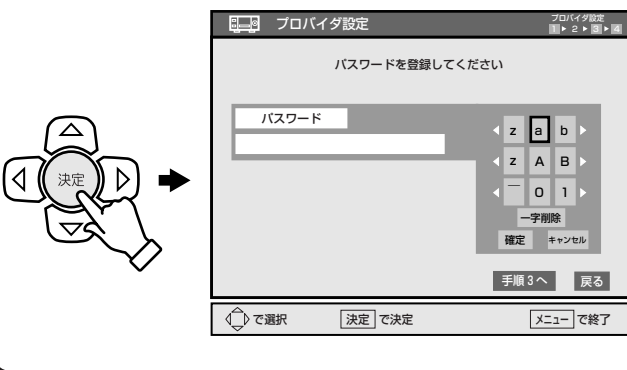 プロバイダ設定
プロバイダ設定
1 ▶ 2 ▶ 3 ▶ 4
パスワードを登録してください
パスワード
z a b
z A B
￣ 0 1
一字削除
確定 キャンセル
決定
手順3へ 戻る
で選択 決定 で決定 メニュー で終了